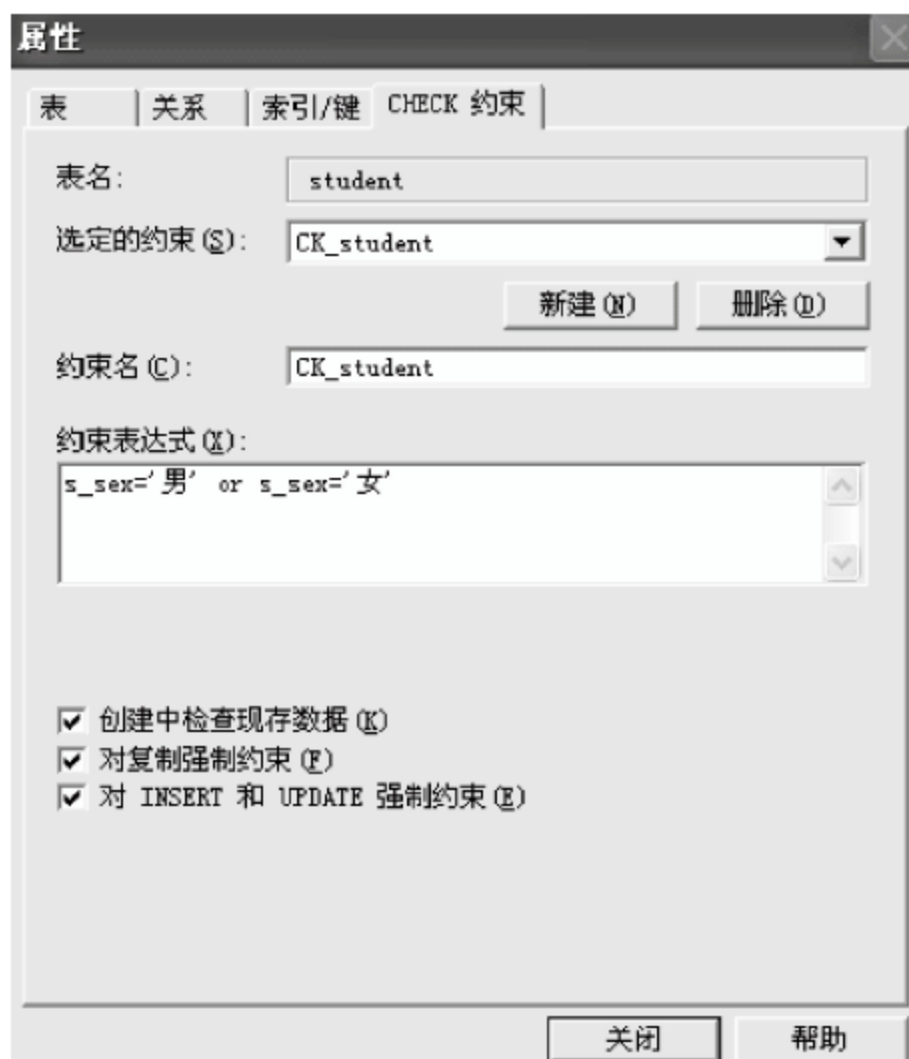 属性
表 关系 索引/键 CHECK 约束
表名: student
选定的约束(S): CK_student
新建(N) 删除(D)
约束名(C): CK_student
约束表达式(X):
s_sex='男' or s_sex='女'
创建中检查现存数据(K)
对复制强制约束(F)
对 INSERT 和 UPDATE 强制约束(E)
关闭 帮助